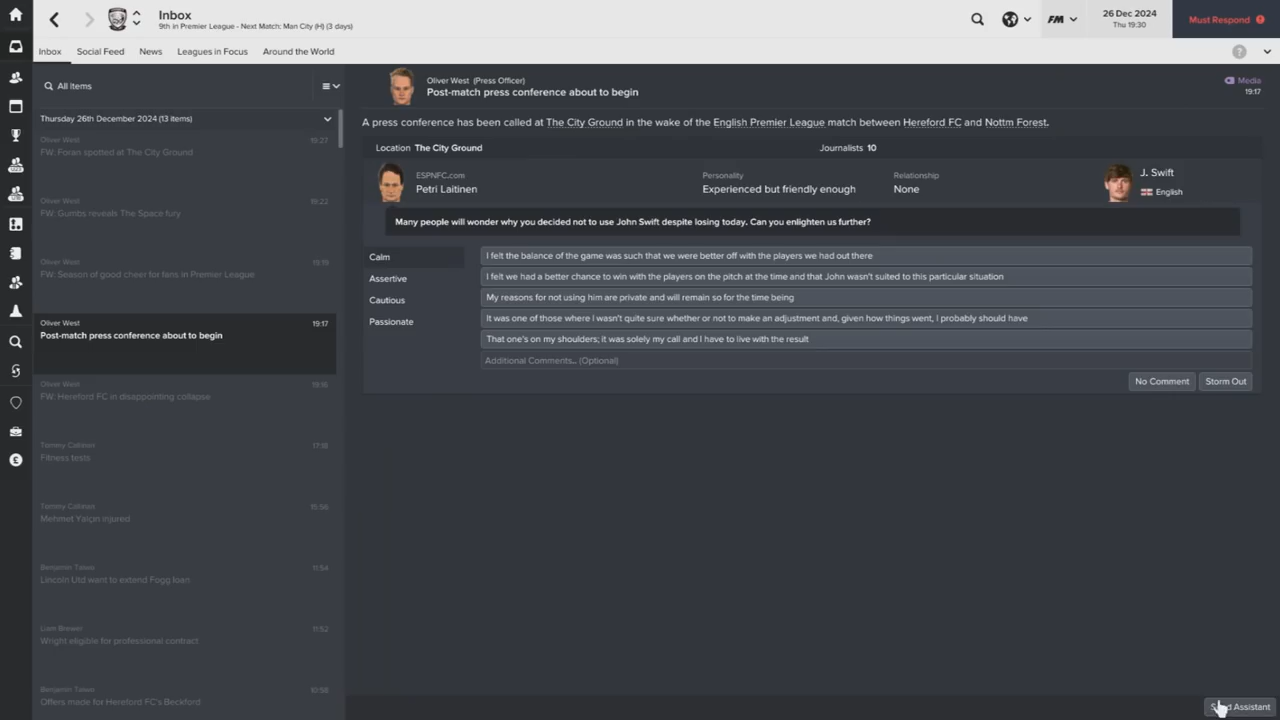 Inbox
9th in Premier League - Next Match: Man City (H) (3 days)
FM
26 Dec 2024
Thu 19:30
Must Respond
Inbox
Social Feed
News
Leagues in Focus
Around the World
All Items
Thursday 26th December 2024 (13 items)
Oliver West
19:27
FW: Foran spotted at The City Ground
Oliver West
19:22
FW: Gumbs reveals The Space fury
Oliver West
19:19
FW: Season of good cheer for fans in Premier League
Oliver West
19:17
Post-match press conference about to begin
Oliver West
19:16
FW: Hereford FC in disappointing collapse
17:18
Fitness tests
15:56
Mehmet Yalçin injured
11:54
Lincoln Utd want to extend Fogg loan
Liam Brewer
11:52
Wright eligible for professional contract
10:58
Offers made for Hereford FC's Beckford
Oliver West (Press Officer)
Post-match press conference about to begin
Media
19:17
A press conference has been called at The City Ground in the wake of the English Premier League match between Hereford FC and Nottm Forest.
Location The City Ground
Journalists 10
ESPNFC.com
Petri Laitinen
Personality
Experienced but friendly enough
Relationship
None
J. Swift
English
Many people will wonder why you decided not to use John Swift despite losing today. Can you enlighten us further?
Calm
Assertive
Cautious
Passionate
I felt the balance of the game was such that we were better off with the players we had out there
I felt we had a better chance to win with the players on the pitch at the time and that John wasn't suited to this particular situation
My reasons for not using him are private and will remain so for the time being
It was one of those where I wasn't quite sure whether or not to make an adjustment and, given how things went, I probably should have
That one's on my shoulders; it was solely my call and I have to live with the result
Additional Comments... (Optional)
No Comment
Storm Out
Send Assistant